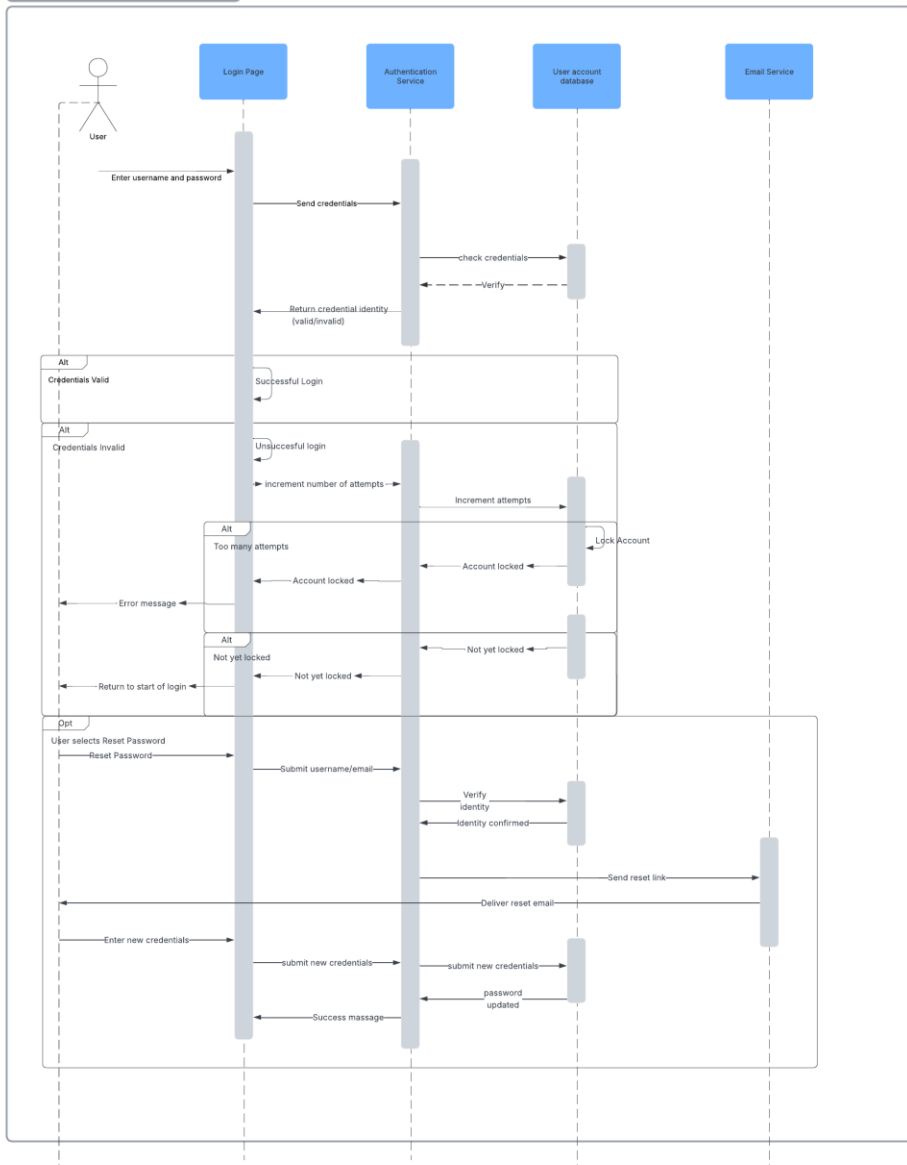 Login Page
Authentication
Service
User account
database
Email Service
User
Enter username and password
Send credentials
check credentials
Verify
Return credential identity
(valid/invalid)
Alt
Credentials Valid
Successful Login
Alt
Credentials Invalid
Unsuccesful login
increment number of attempts
Increment attempts
Alt
Too many attempts
Lock Account
Account locked
Account locked
Error message
Alt
Not yet locked
Not yet locked
Not yet locked
Return to start of login
Opt
User selects Reset Password
Reset Password
Submit username/email
Verify
identity
Identity confirmed
Send reset link
Deliver reset email
Enter new credentials
submit new credentials
submit new credentials
password
updated
Success massage